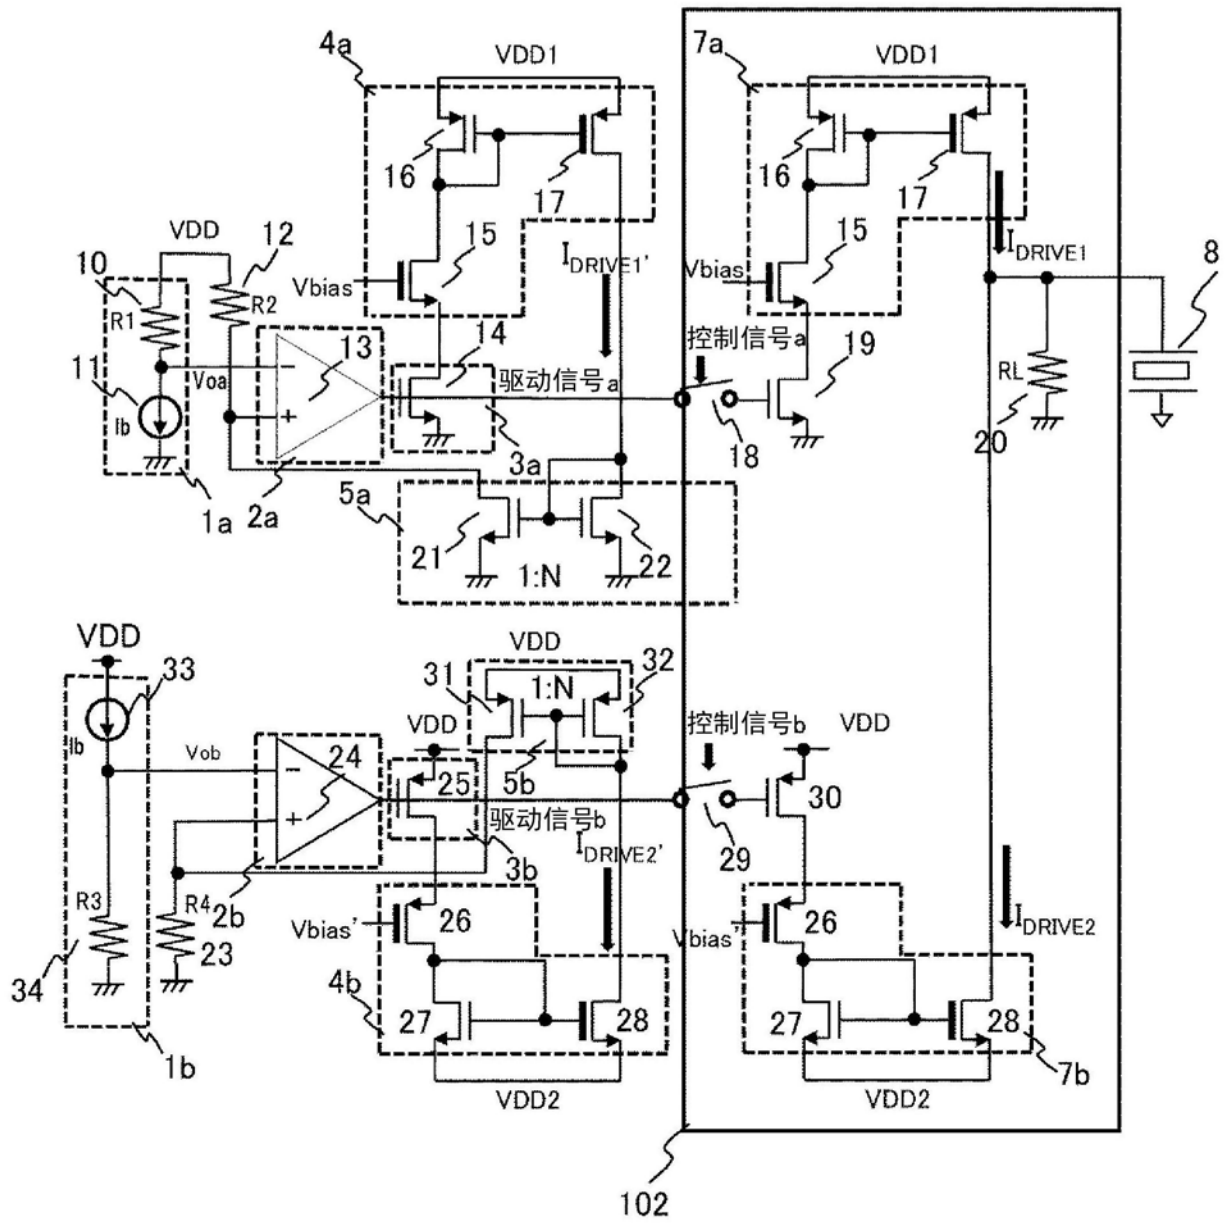 4a
VDD1
7a
VDD1
16
17
16
17
VDD
12
15
I DRIVE1'
15
I DRIVE1
8
10
R1
R2
Vbias
Vbias
11
Voa
13
14
控制信号a
19
RL
Ib
驱动信号a
18
20
3a
1a
2a
5a
21
22
1:N
VDD
VDD
32
33
31
1:N
VDD
控制信号b
VDD
Ib
Vob
24
25
5b
30
驱动信号b
29
3b
I DRIVE2'
R3
R4
2b
26
26
I DRIVE2
Vbias'
Vbias'
23
34
4b
27
28
27
28
1b
7b
VDD2
VDD2
102